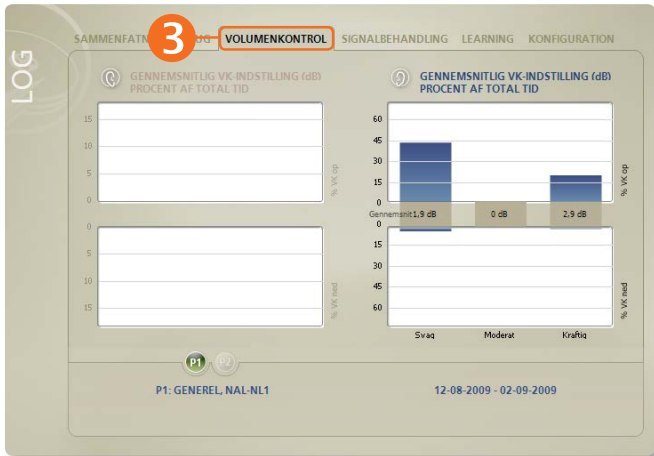 LOG
SAMMENFATN
3
UG
VOLUMENKONTROL
SIGNALBEHANDLING
LEARNING
KONFIGURATION
GENNEMSNITLIG VK-INDSTILLING (dB)
PROCENT AF TOTAL TID
15
10
5
0
% VK op
0
5
10
15
% VK ned
GENNEMSNITLIG VK-INDSTILLING (dB)
PROCENT AF TOTAL TID
60
45
30
15
0
% VK op
Gennemsnit 1,9 dB 0 dB 2,9 dB
0
15
30
45
60
% VK ned
Svag Moderat Kraftig
P1 P2
P1: GENEREL, NAL-NL1
12-08-2009 - 02-09-2009